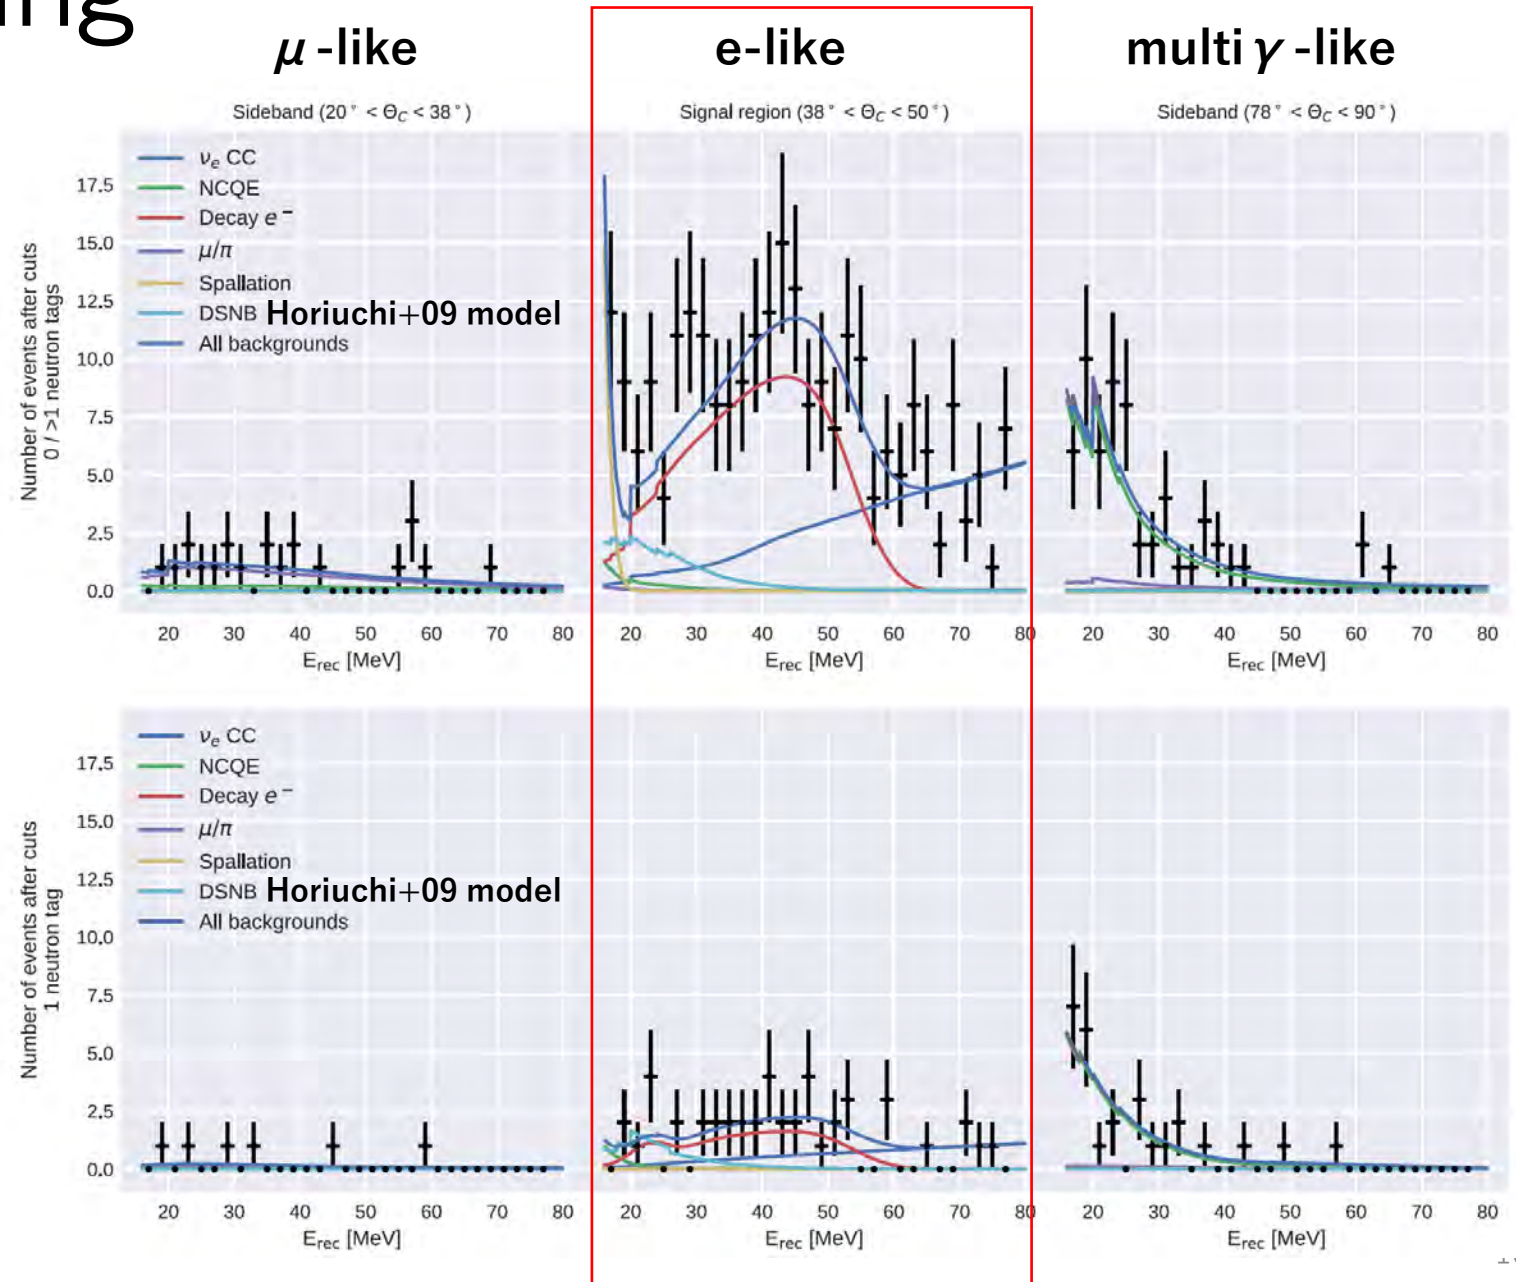 ing
μ-like
e-like
multiγ-like
Sideband (20° < Θ_C < 38°)
Signal region (38° < Θ_C < 50°)
Sideband (78° < Θ_C < 90°)
Number of events after cuts
0 / >1 neutron tags
17.5
15.0
12.5
10.0
7.5
5.0
2.5
0.0
ν_e CC
NCQE
Decay e⁻
μ/π
Spallation
DSNB Horiuchi+09 model
All backgrounds
20 30 40 50 60 70 80
E_rec [MeV]
20 30 40 50 60 70 80
E_rec [MeV]
20 30 40 50 60 70 80
E_rec [MeV]
Number of events after cuts
1 neutron tag
17.5
15.0
12.5
10.0
7.5
5.0
2.5
0.0
ν_e CC
NCQE
Decay e⁻
μ/π
Spallation
DSNB Horiuchi+09 model
All backgrounds
20 30 40 50 60 70 80
E_rec [MeV]
20 30 40 50 60 70 80
E_rec [MeV]
20 30 40 50 60 70 80
E_rec [MeV]